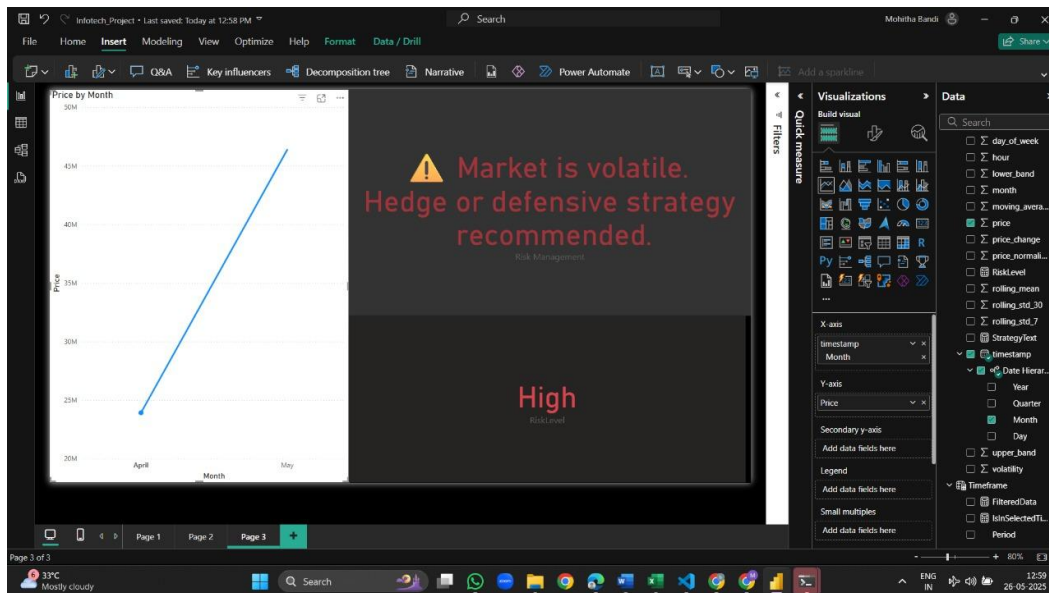 Infotech_Project • Last saved: Today at 12:58 PM
Search
Mohitha Bandi
File Home Insert Modeling View Optimize Help Format Data / Drill
Share
Q&A Key influencers Decomposition tree Narrative Power Automate Add a sparkline
Price by Month
50M
45M
40M
35M
30M
25M
20M
Price
April May
Month
Market is volatile.
Hedge or defensive strategy
recommended.
Risk Management
High
RiskLevel
Filters
Quick measure
Visualizations
Build visual
R
Py
X-axis
timestamp
Month
Y-axis
Price
Secondary y-axis
Add data fields here
Legend
Add data fields here
Small multiples
Add data fields here
Data
Search
day_of_week
hour
lower_band
month
moving_avera...
price
price_change
price_normali...
RiskLevel
rolling_mean
rolling_std_30
rolling_std_7
StrategyText
timestamp
Date Hierar...
Year
Quarter
Month
Day
upper_band
volatility
Timeframe
FilteredData
IsInSelectedTi...
Period
Page 1 Page 2 Page 3
Page 3 of 3
80%
6
33°C
Mostly cloudy
Search
ENG
IN
12:59
26-05-2025